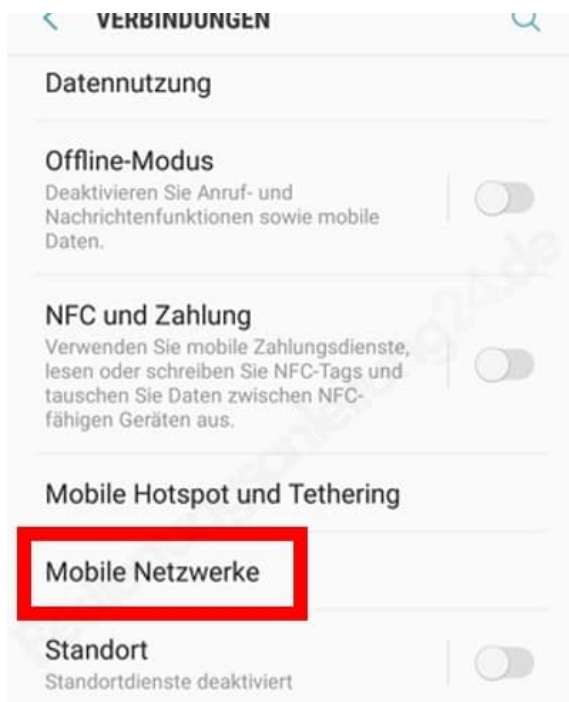 VERBINDUNGEN
Datennutzung
Offline-Modus
Deaktivieren Sie Anruf- und
Nachrichtenfunktionen sowie mobile
Daten.
NFC und Zahlung
Verwenden Sie mobile Zahlungsdienste,
lesen oder schreiben Sie NFC-Tags und
tauschen Sie Daten zwischen NFC-
fähigen Geräten aus.
Mobile Hotspot und Tethering
Mobile Netzwerke
Standort
Standortdienste deaktiviert
Bedienungsanleitung24.de